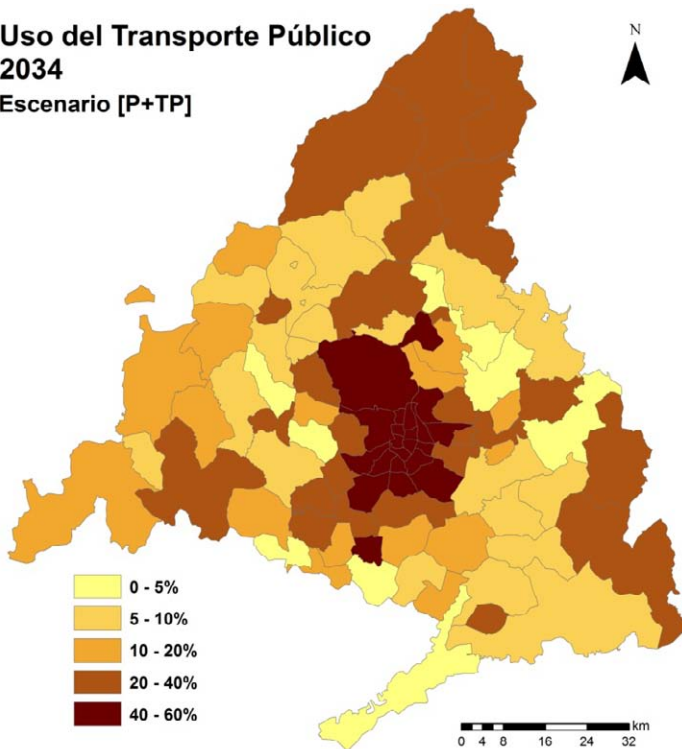 Uso del Transporte Público
2034
Escenario [P+TP]
N
0 - 5%
5 - 10%
10 - 20%
20 - 40%
40 - 60%
km
0 4 8 16 24 32